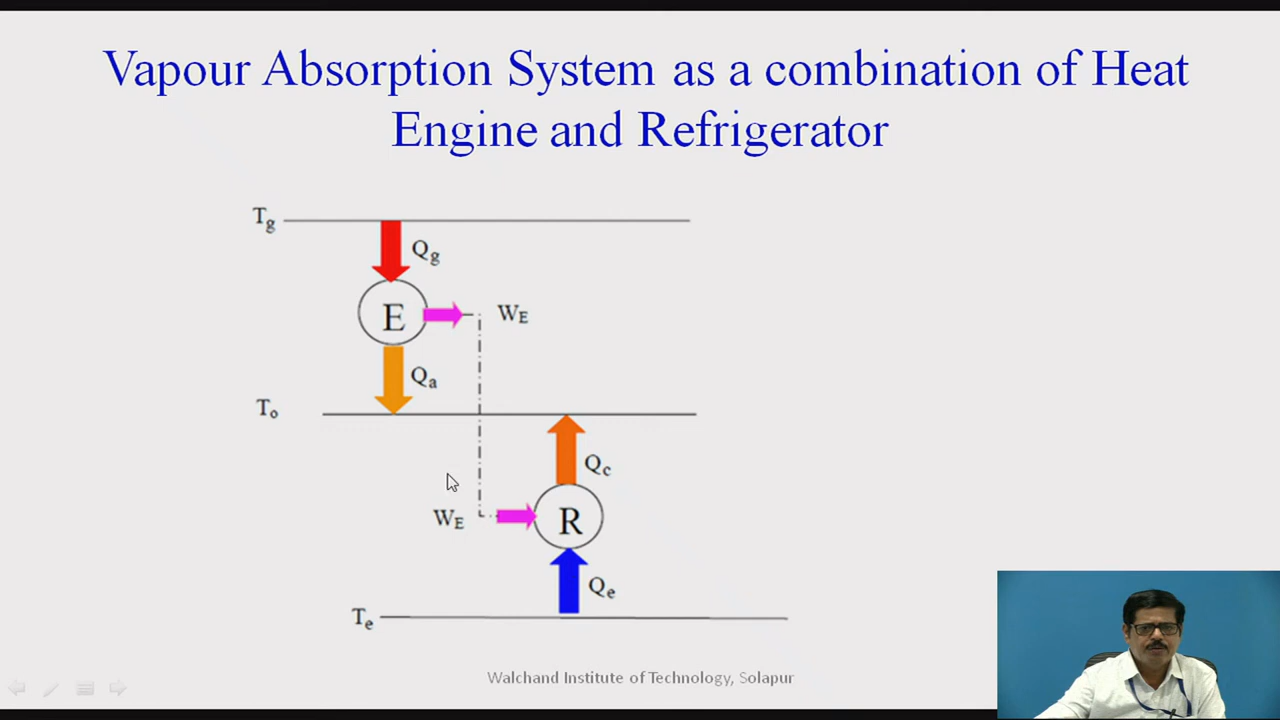 Vapour Absorption System as a combination of Heat
Engine and Refrigerator
Tg
Qg
E
WE
Qa
To
Qc
WE
R
Qe
Te
Walchand Institute of Technology, Solapur